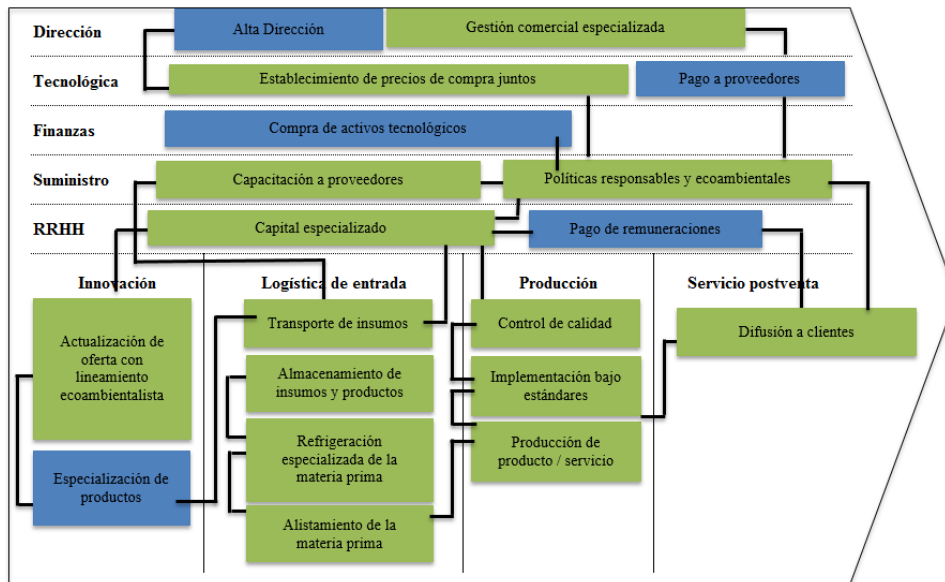 Dirección
Alta Dirección
Gestión comercial especializada
Tecnológica
Establecimiento de precios de compra juntos
Pago a proveedores
Finanzas
Compra de activos tecnológicos
Suministro
Capacitación a proveedores
Políticas responsables y ecoambientales
RRHH
Capital especializado
Pago de remuneraciones
Innovación
Logística de entrada
Producción
Servicio postventa
Actualización de
oferta con
lineamiento
ecoambientalista
Especialización de
productos
Transporte de insumos
Almacenamiento de
insumos y productos
Refrigeración
especializada de la
materia prima
Alistamiento de la
materia prima
Control de calidad
Implementación bajo
estándares
Producción de
producto / servicio
Difusión a clientes